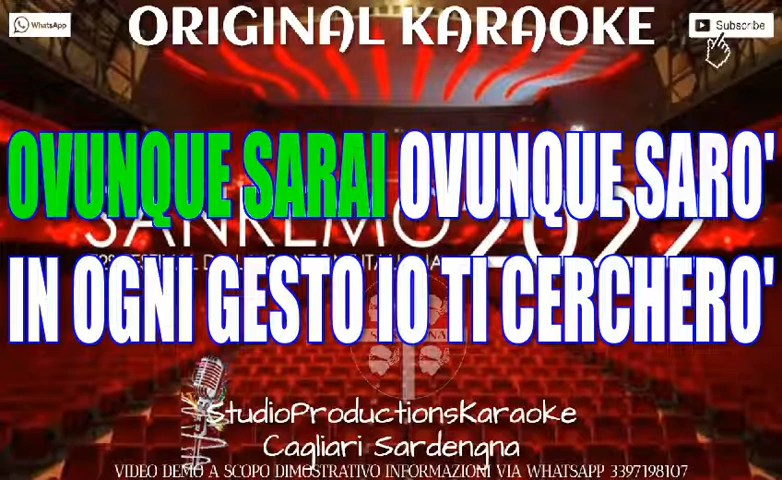 WhatsApp
ORIGINAL KARAOKE
Subscribe
OVUNQUE SARAI OVUNQUE SARO'
SANREMO 2022
IN OGNI GESTO IO TI CERCHERO'
StudioProductionsKaraoke
Cagliari Sardengna
VIDEO DEMO A SCOPO DIMOSTRATIVO INFORMAZIONI VIA WHATSAPP 3397198107